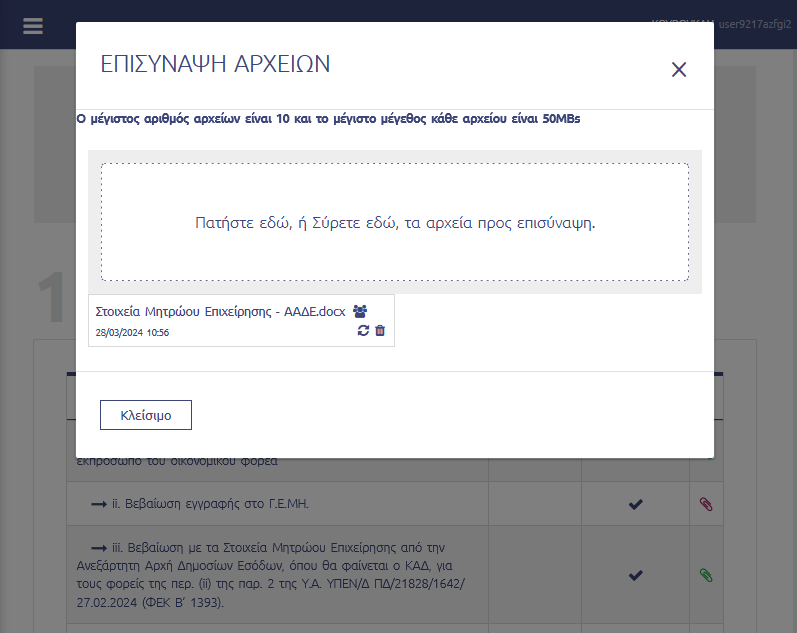 user9217azfgi2
ΕΠΙΣΥΝΑΨΗ ΑΡΧΕΙΩΝ
Ο μέγιστος αριθμός αρχείων είναι 10 και το μέγιστο μέγεθος κάθε αρχείου είναι 50MBs
Πατήστε εδώ, ή Σύρετε εδώ, τα αρχεία προς επισύναψη.
1
Στοιχεία Μητρώου Επιχείρησης - ΑΑΔΕ.docx
28/03/2024 10:56
Κλείσιμο
εκπρόσωπο του οικονομικού φορέα
ii. Βεβαίωση εγγραφής στο Γ.Ε.ΜΗ.
iii. Βεβαίωση με τα Στοιχεία Μητρώου Επιχείρησης από την
Ανεξάρτητη Αρχή Δημοσίων Εσόδων, όπου θα φαίνεται ο ΚΑΔ, για
τους φορείς της περ. (ii) της παρ. 2 της Υ.Α. ΥΠΕΝ/Δ ΠΔ/21828/1642/
27.02.2024 (ΦΕΚ Β΄ 1393).